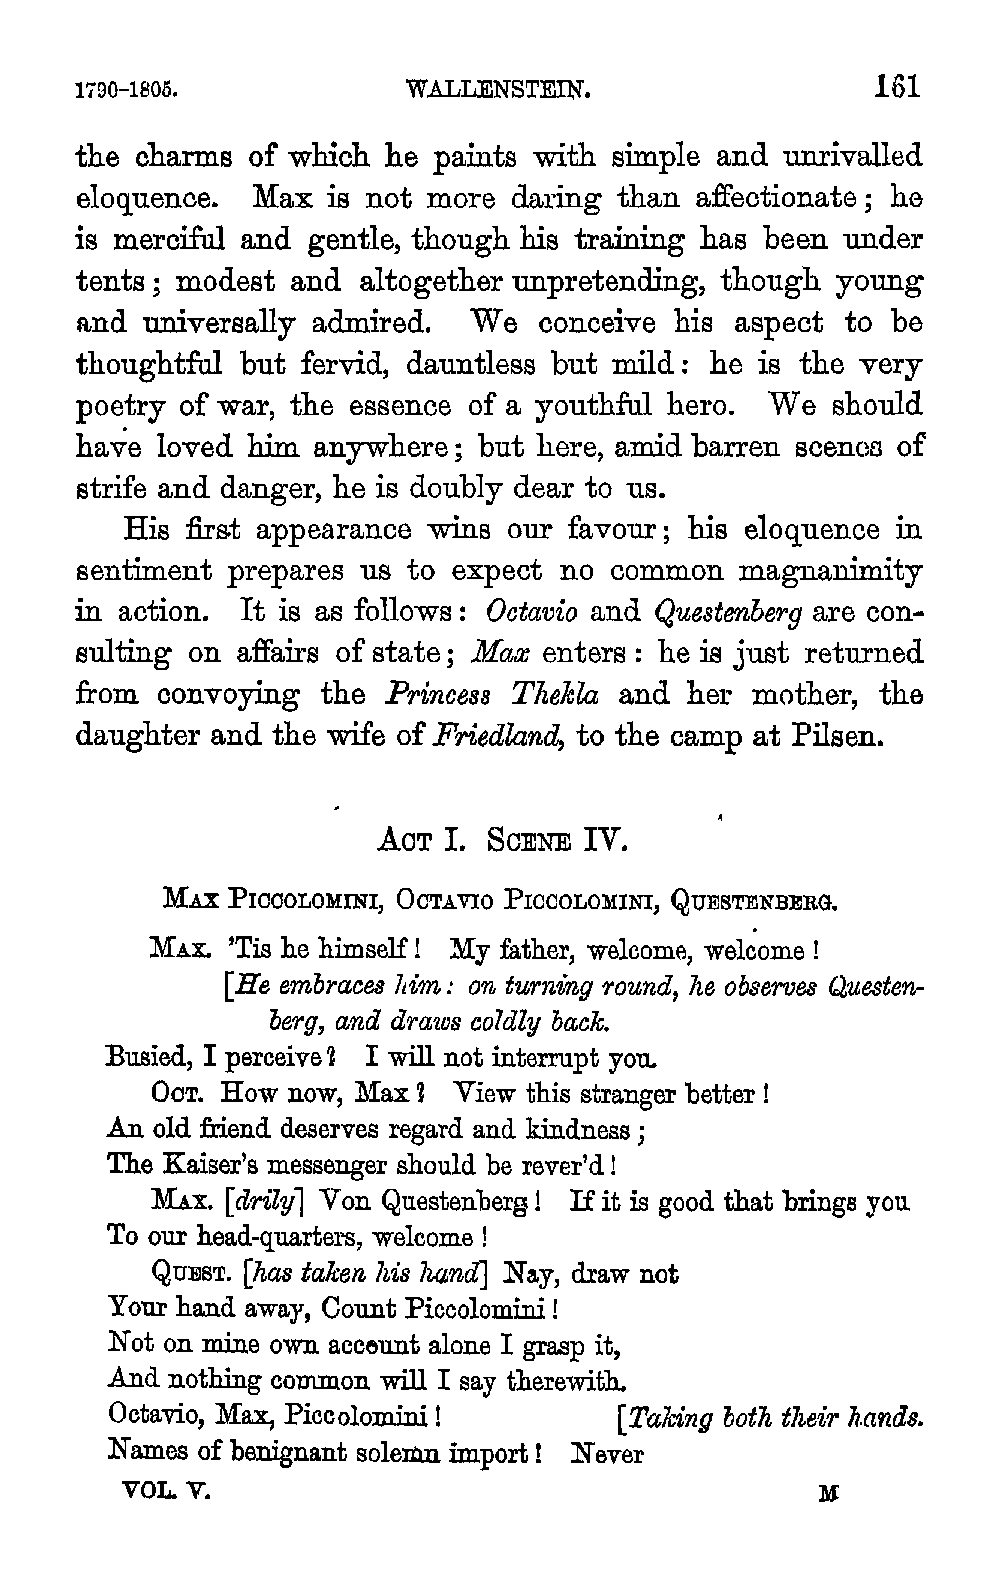 1790-1805. WALLENSTEIN. 161
the charms of which he paints with simple and unrivalled
eloquence. Max is not more daring than affectionate; he
is merciful and gentle, though his training has been under
tents; modest and altogether unpretending, though young
and universally admired. We conceive his aspect to be
thoughtful but fervid, dauntless but mild: he is the very
poetry of war, the essence of a youthful hero. We should
have loved him anywhere; but here, amid barren scenes of
strife and danger, he is doubly dear to us.
His first appearance wins our favour; his eloquence in
sentiment prepares us to expect no common magnanimity
in action. It is as follows: Octavio and Questenberg are con-
sulting on affairs of state; Max enters: he is just returned
from convoying the Princess Thekla and her mother, the
daughter and the wife of Friedland, to the camp at Pilsen.
ACT I. SCENE IV.
MAX PICCOLOMINI, OCTAVIO PICCOLOMINI, QUESTENBERG.
MAX. 'Tis he himself! My father, welcome, welcome!
[He embraces him: on turning round, he observes Questen-
berg, and draws coldly back.
Busied, I perceive? I will not interrupt you.
OCT. How now, Max? View this stranger better!
An old friend deserves regard and kindness;
The Kaiser's messenger should be rever'd!
MAX. [drily] Von Questenberg! If it is good that brings you
To our head-quarters, welcome!
QUEST. [has taken his hand] Nay, draw not
Your hand away, Count Piccolomini!
Not on mine own account alone I grasp it,
And nothing common will I say therewith.
Octavio, Max, Piccolomini! [Taking both their hands.
Names of benignant solemn import! Never
VOL. V. M